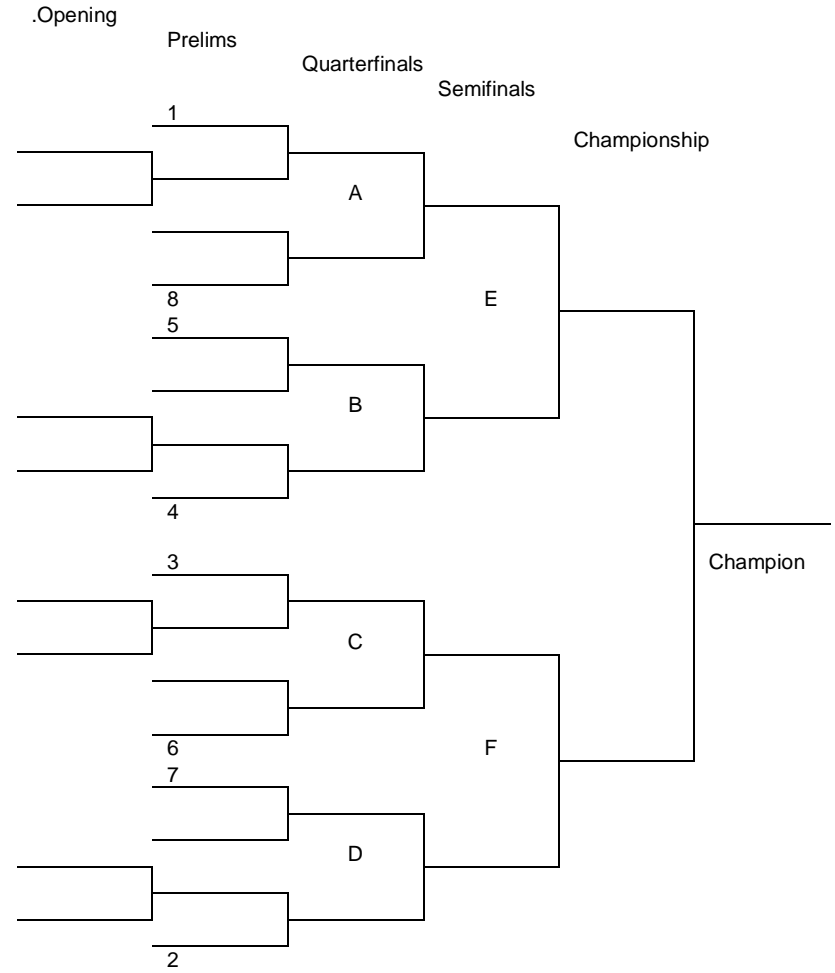 .Opening
Prelims
Quarterfinals
Semifinals
1
Championship
A
8
E
5
B
4
3
Champion
C
6
F
7
D
2